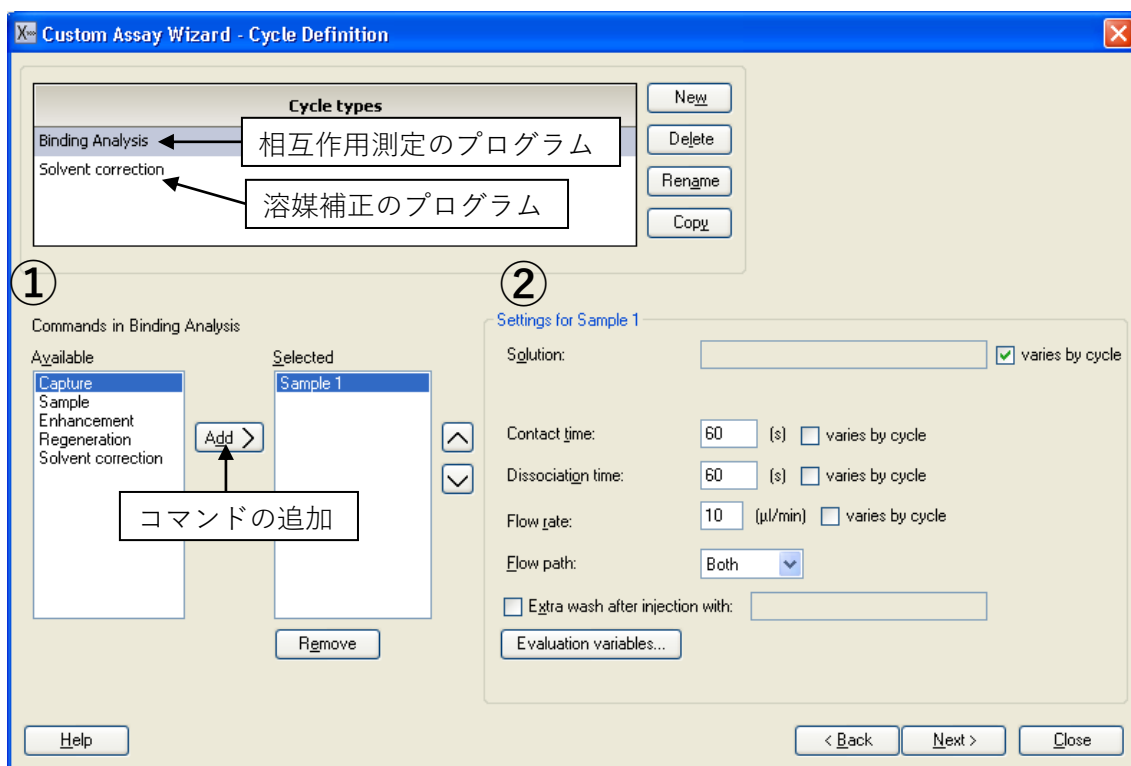 Custom Assay Wizard - Cycle Definition
Cycle types
Binding Analysis
相互作用測定のプログラム
Solvent correction
溶媒補正のプログラム
New
Delete
Rename
Copy
①
Commands in Binding Analysis
Available
Capture
Sample
Enhancement
Regeneration
Solvent correction
Add >
コマンドの追加
Selected
Sample 1
Remove
②
Settings for Sample 1
Solution: varies by cycle
Contact time: 60 (s) varies by cycle
Dissociation time: 60 (s) varies by cycle
Flow rate: 10 (µl/min) varies by cycle
Flow path: Both
Extra wash after injection with:
Evaluation variables...
Help
< Back
Next >
Close